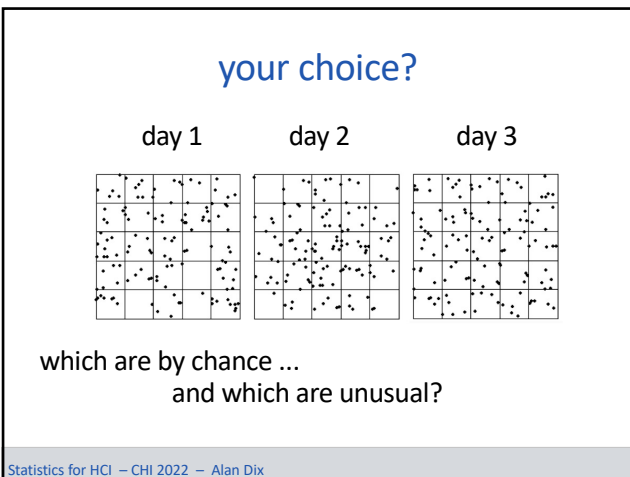 your choice?
day 1 day 2 day 3
which are by chance ...
and which are unusual?
Statistics for HCI – CHI 2022 – Alan Dix